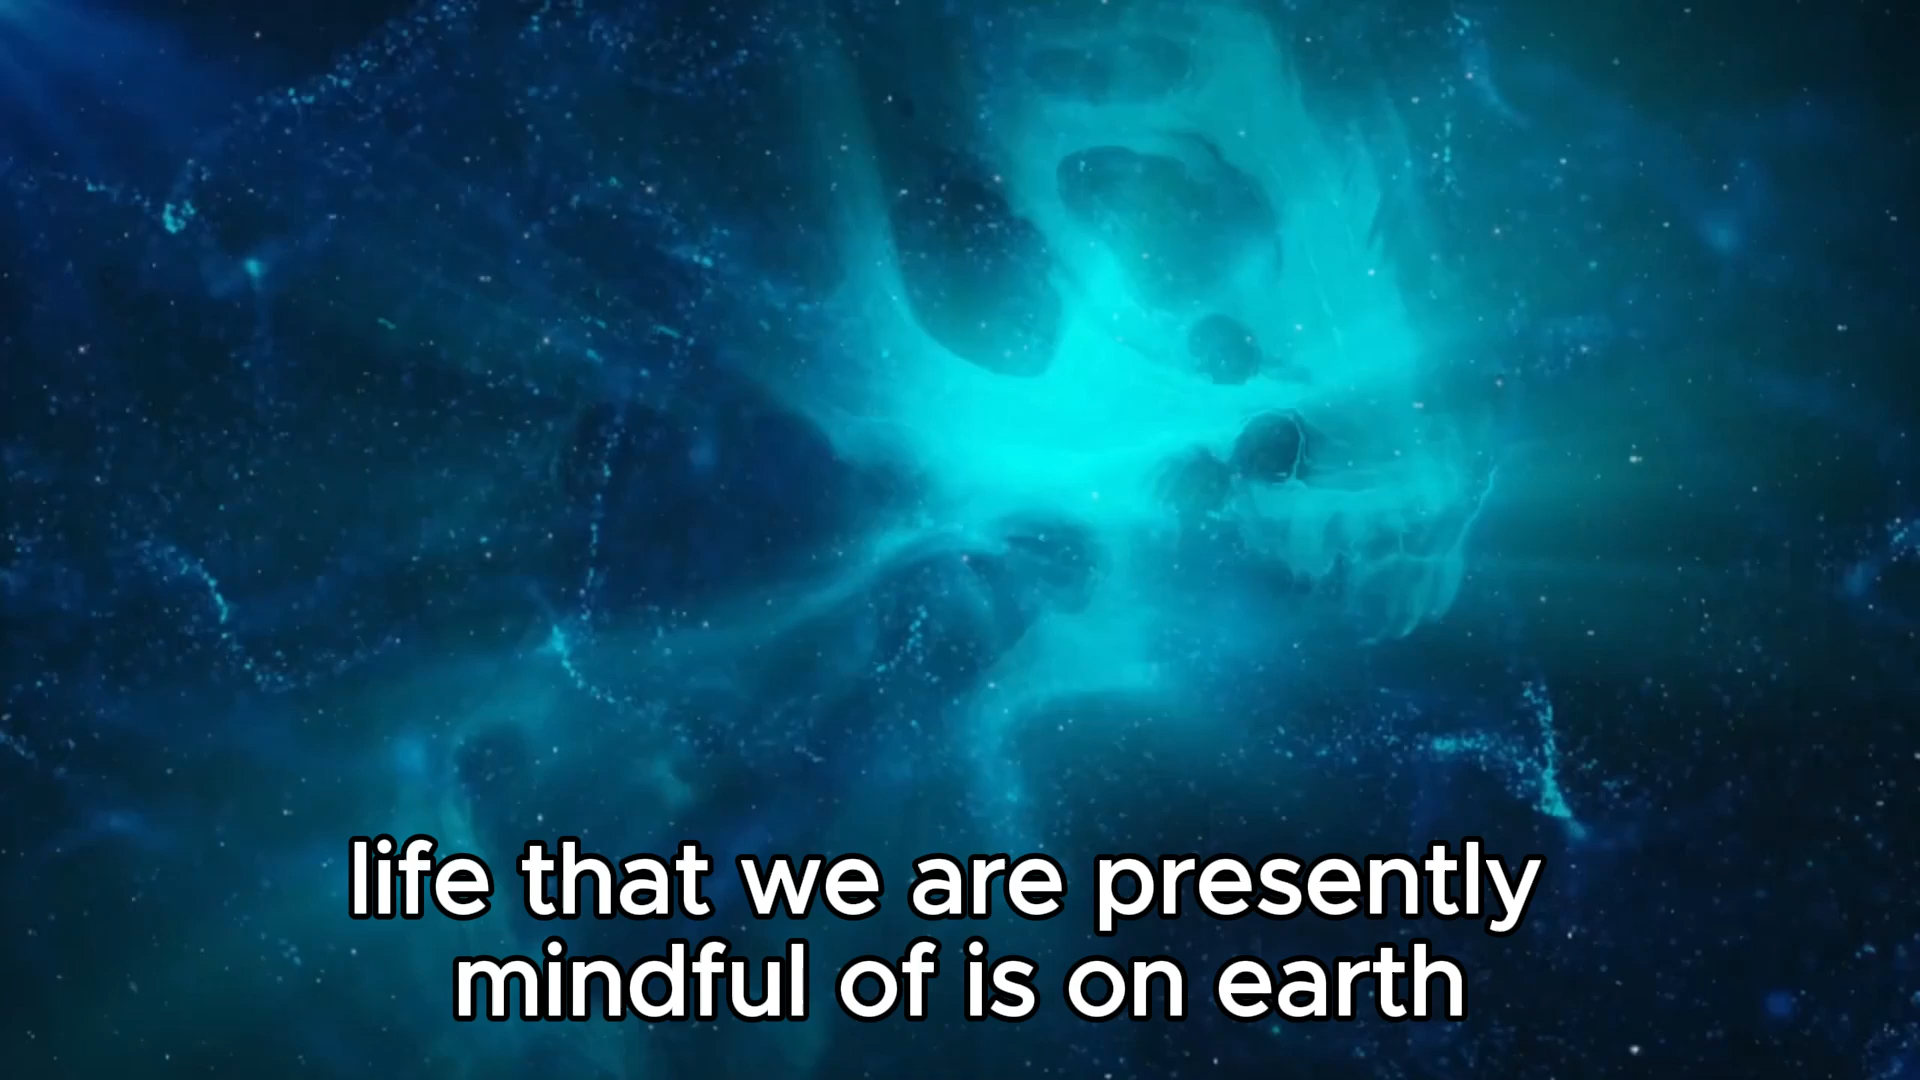 life that we are presently
mindful of is on earth